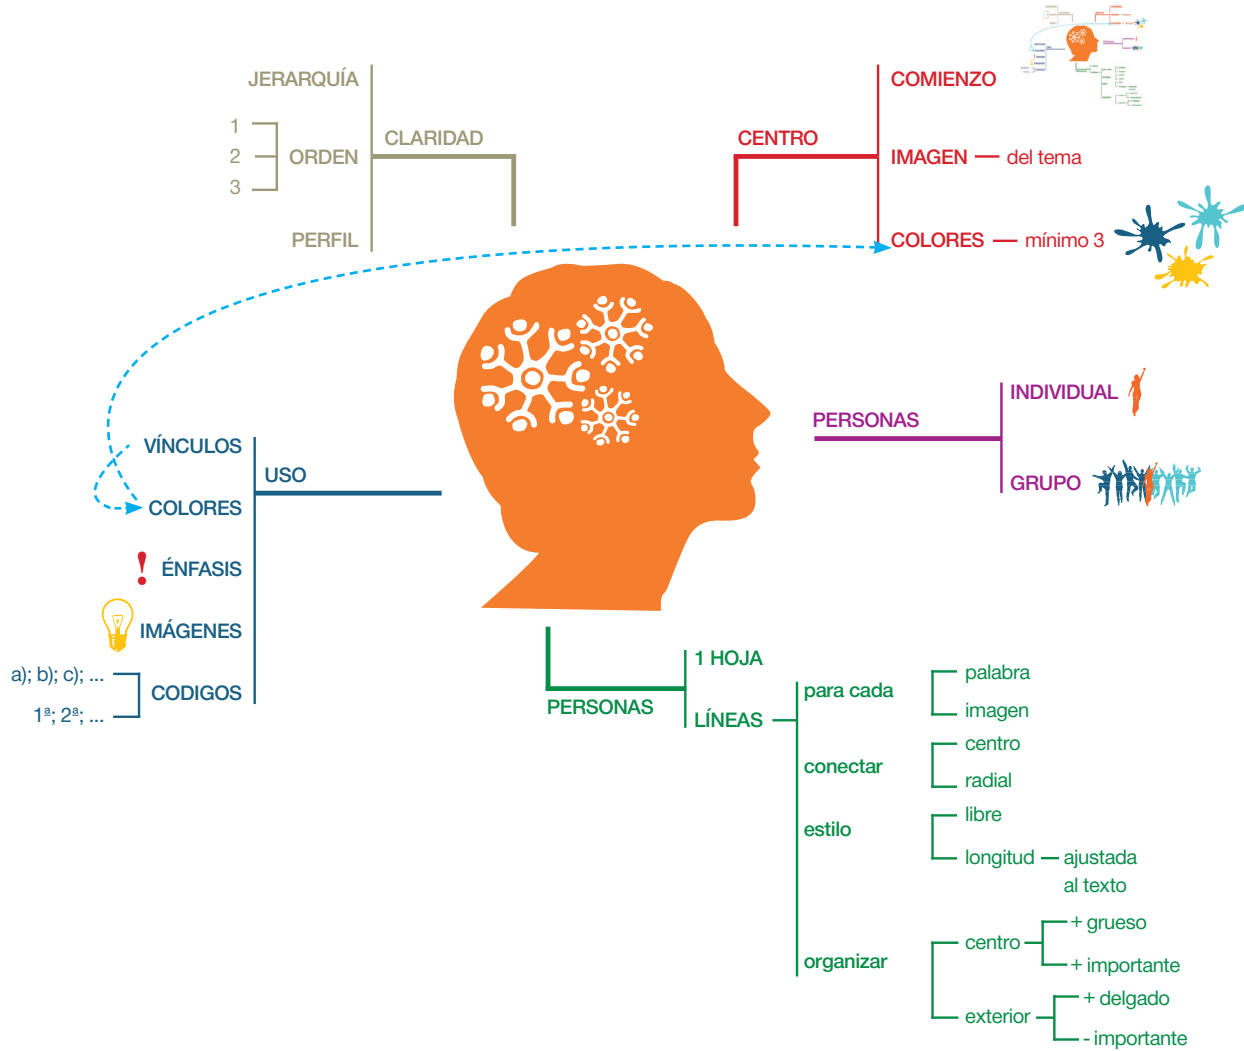 JERARQUÍA
1
2
3
ORDEN
PERFIL
CLARIDAD
CENTRO
COMIENZO
IMAGEN
del tema
COLORES
mínimo 3
PERSONAS
INDIVIDUAL
GRUPO
VÍNCULOS
COLORES
! ÉNFASIS
IMÁGENES
a); b); c); ...
1ª; 2ª; ...
CODIGOS
USO
PERSONAS
1 HOJA
LÍNEAS
para cada
palabra
imagen
conectar
centro
radial
estilo
libre
longitud
ajustada
al texto
organizar
centro
+ grueso
+ importante
exterior
+ delgado
- importante